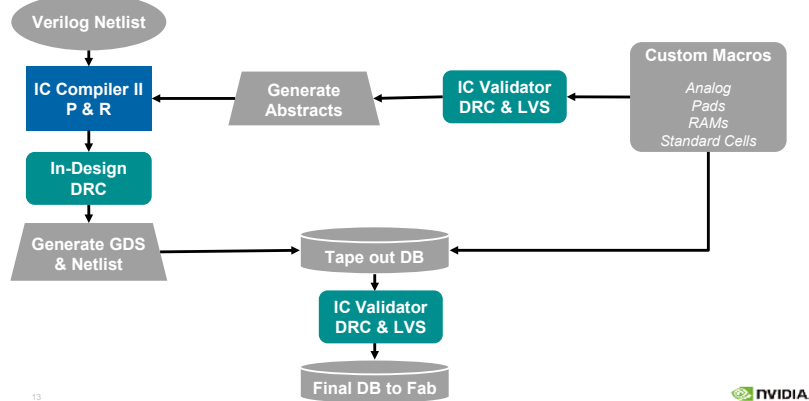 Verilog Netlist
IC Compiler II
P & R
Generate
Abstracts
IC Validator
DRC & LVS
Custom Macros
Analog
Pads
RAMs
Standard Cells
In-Design
DRC
Generate GDS
& Netlist
Tape out DB
IC Validator
DRC & LVS
Final DB to Fab
13
NVIDIA